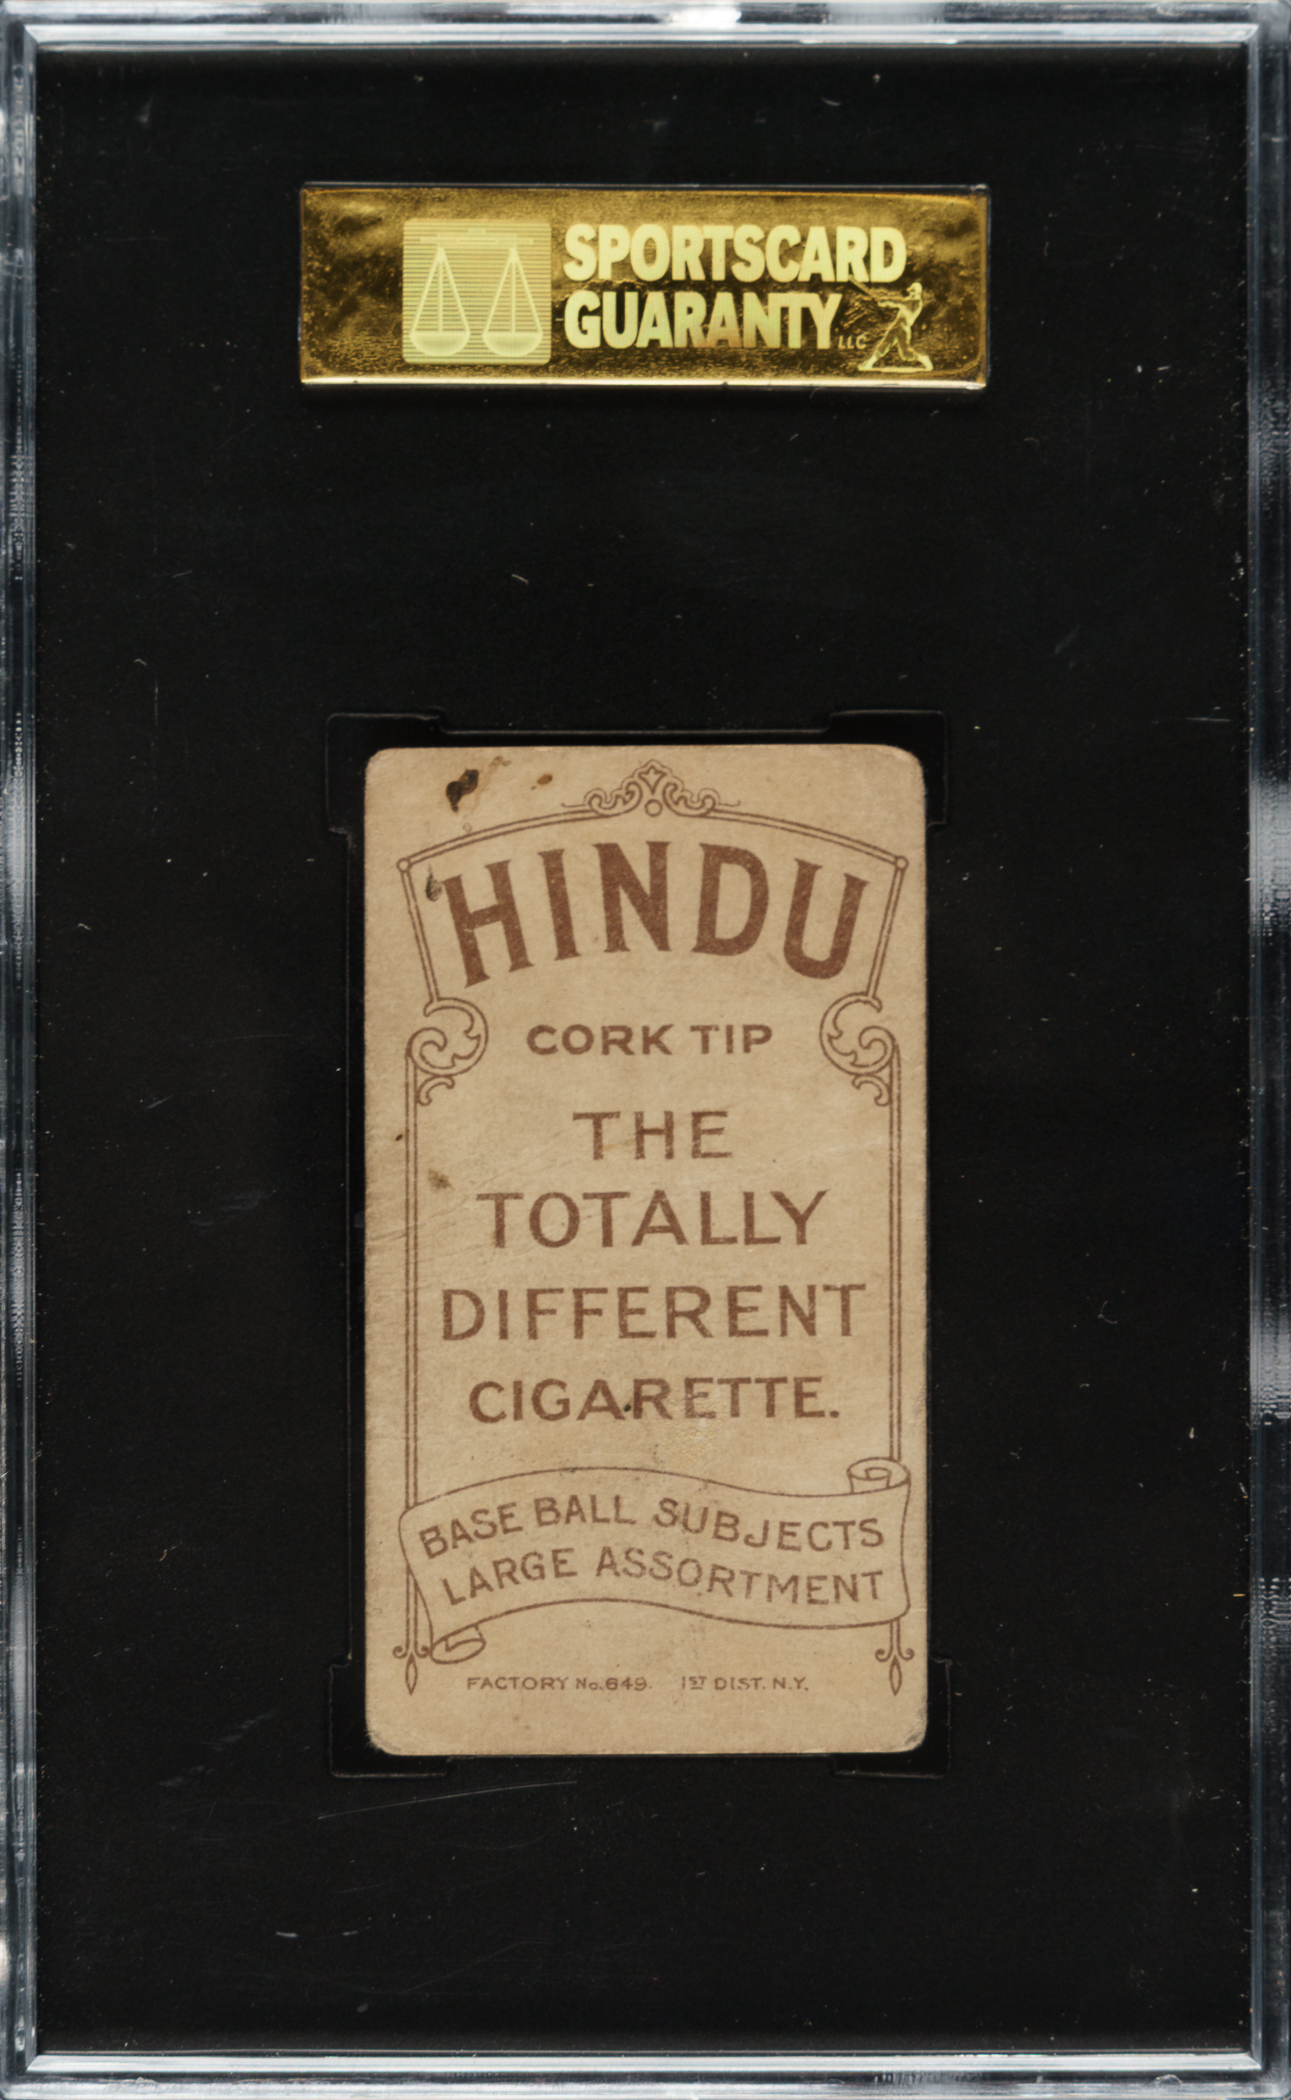 SPORTSCARD
GUARANTY LLC
HINDU
CORK TIP
THE
TOTALLY
DIFFERENT
CIGARETTE.
BASE BALL SUBJECTS
LARGE ASSORTMENT
FACTORY No. 649. 1ST DIST. N.Y.